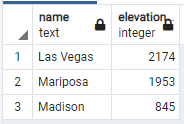 name elevation
text integer
1 Las Vegas 2174
2 Mariposa 1953
3 Madison 845